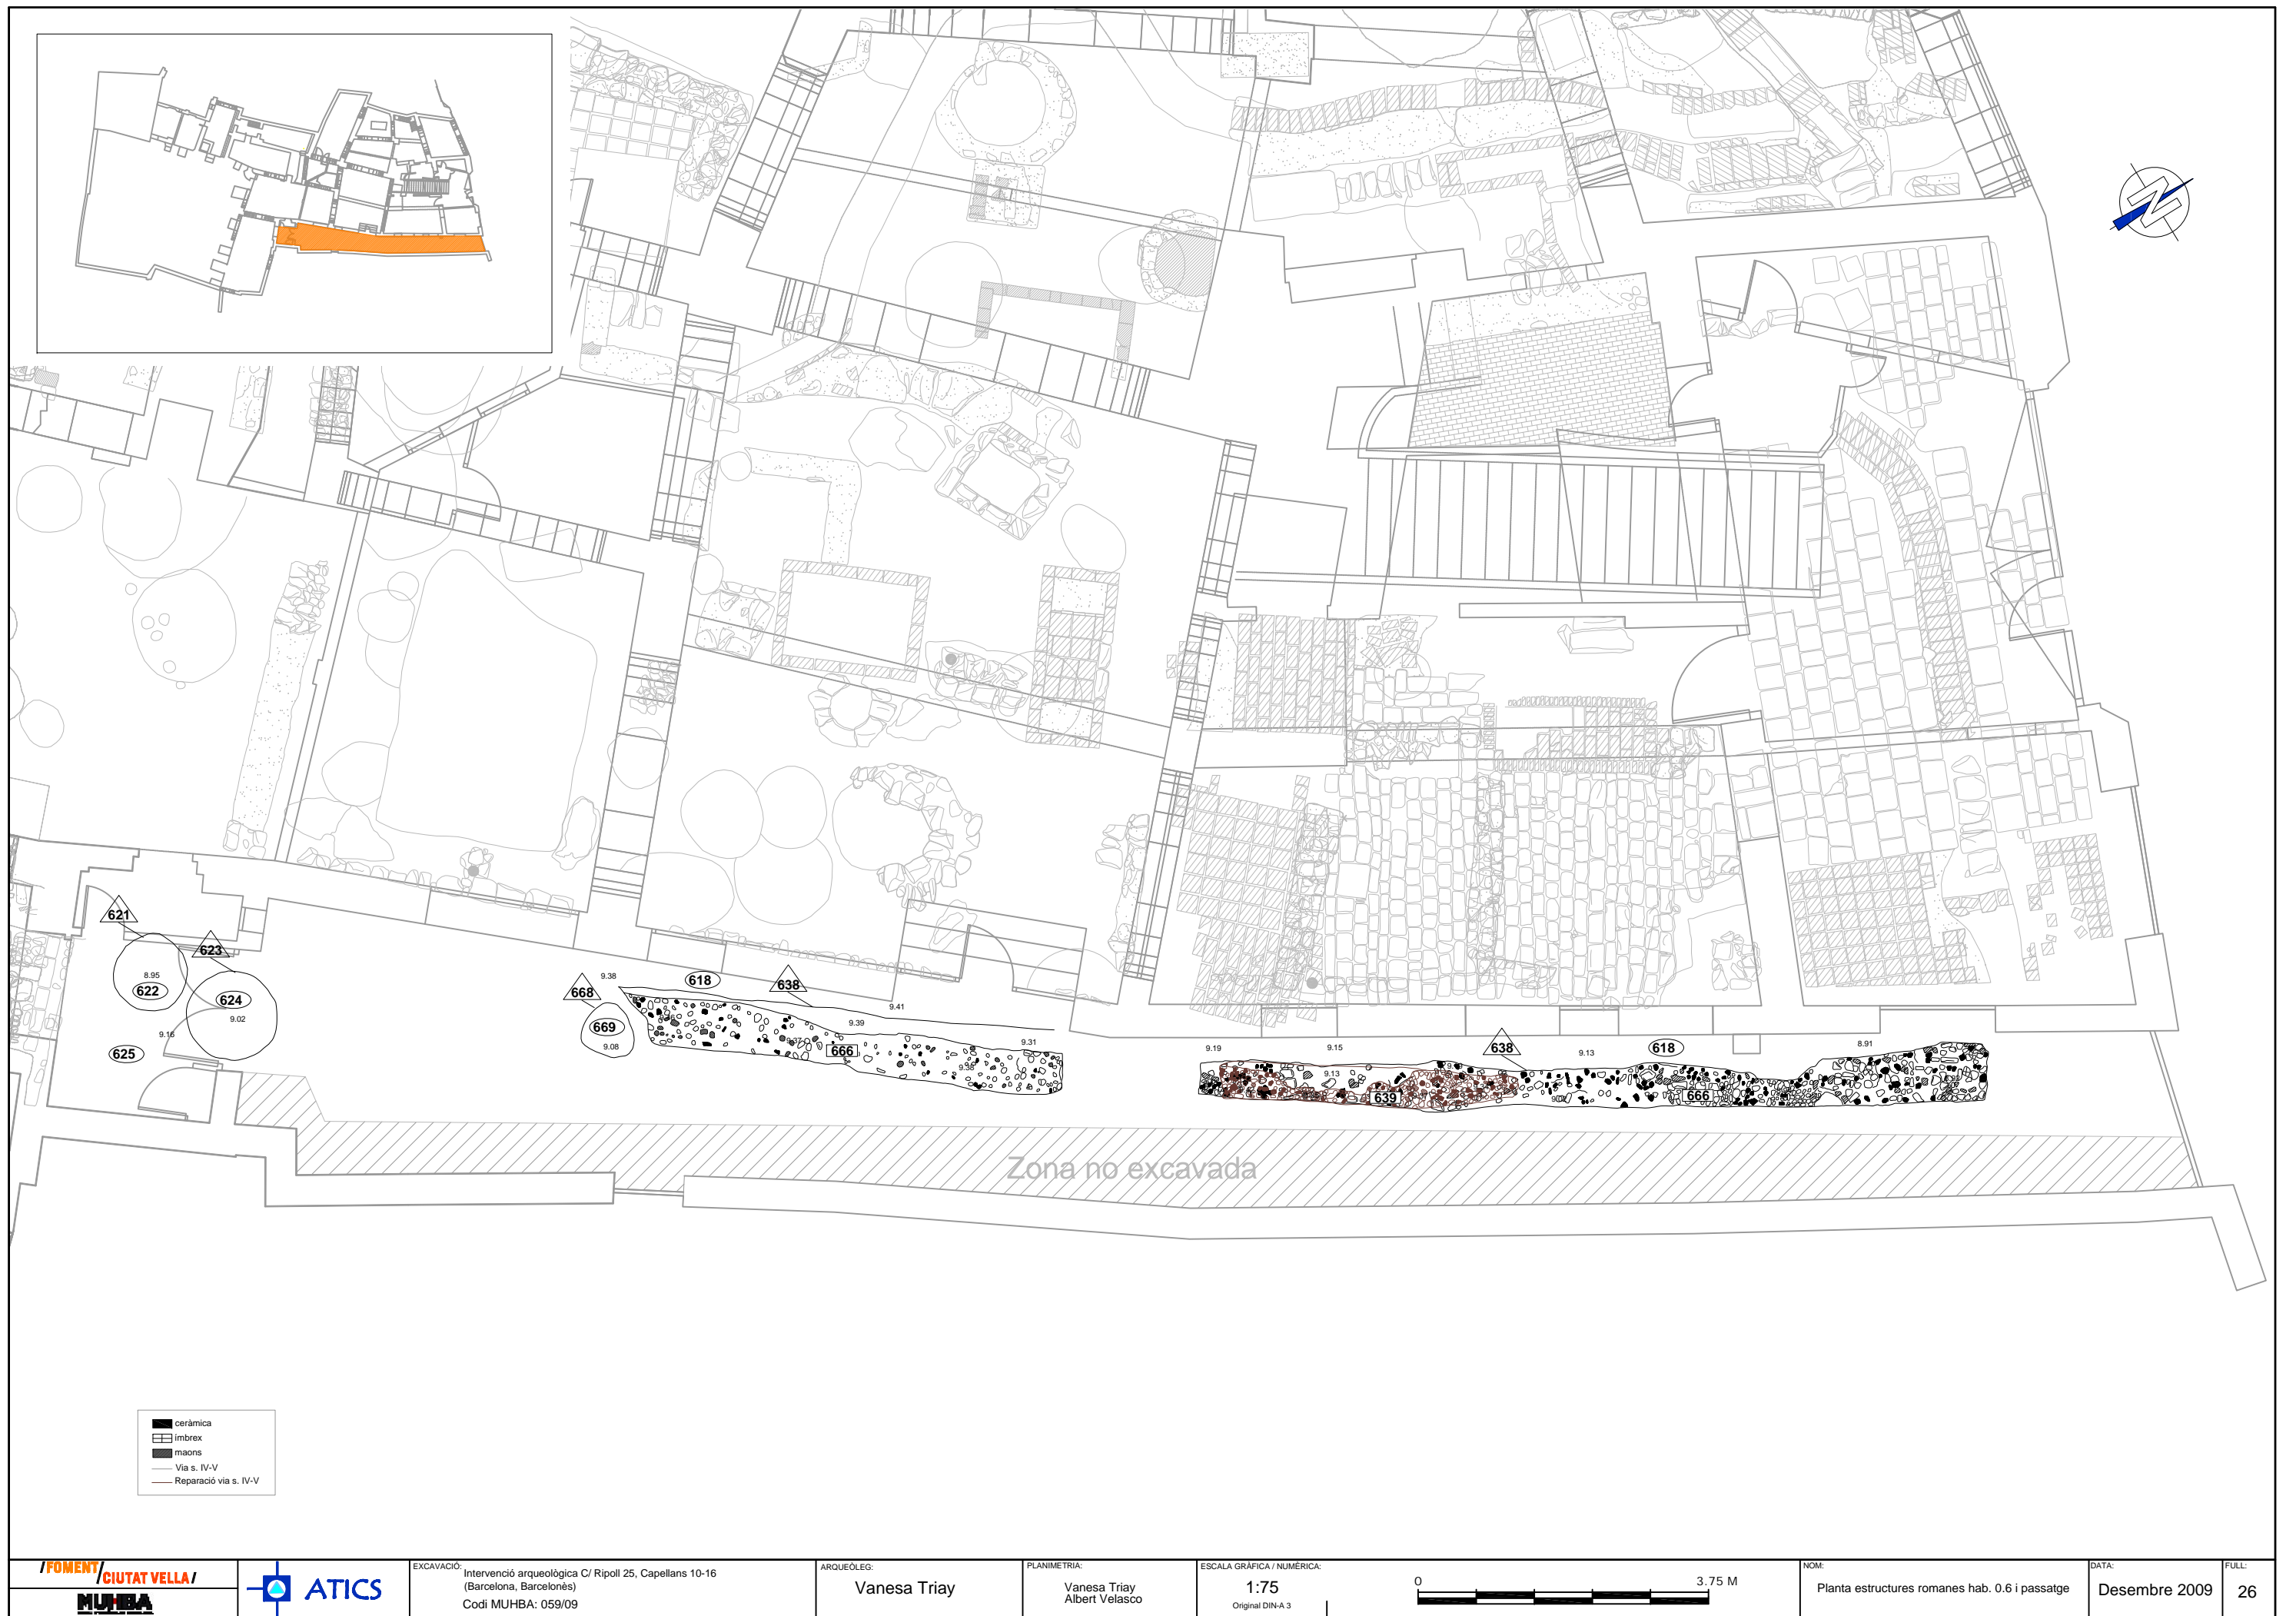 621
623
8.95
622
624
9.02
9.16
625
668
9.38
618
638
669
9.08
9.41
9.39
9.37
666
9.31
9.38
9.19
9.15
9.13
638
9.13
618
8.91
639
666
Zona no excavada
ceràmica
imbrex
maons
Via s. IV-V
Reparació via s. IV-V
/FOMENT/CIUTAT VELLA/
MUHBA
ATICS
EXCAVACIÓ:
Intervenció arqueològica C/ Ripoll 25, Capellans 10-16
(Barcelona, Barcelonès)
Codi MUHBA: 059/09
ARQUEÒLEG:
Vanesa Triay
PLANIMETRIA:
Vanesa Triay
Albert Velasco
ESCALA GRÀFICA / NUMÈRICA:
1:75
Original DIN-A 3
0 3.75 M
NOM:
Planta estructures romanes hab. 0.6 i passatge
DATA:
Desembre 2009
FULL:
26